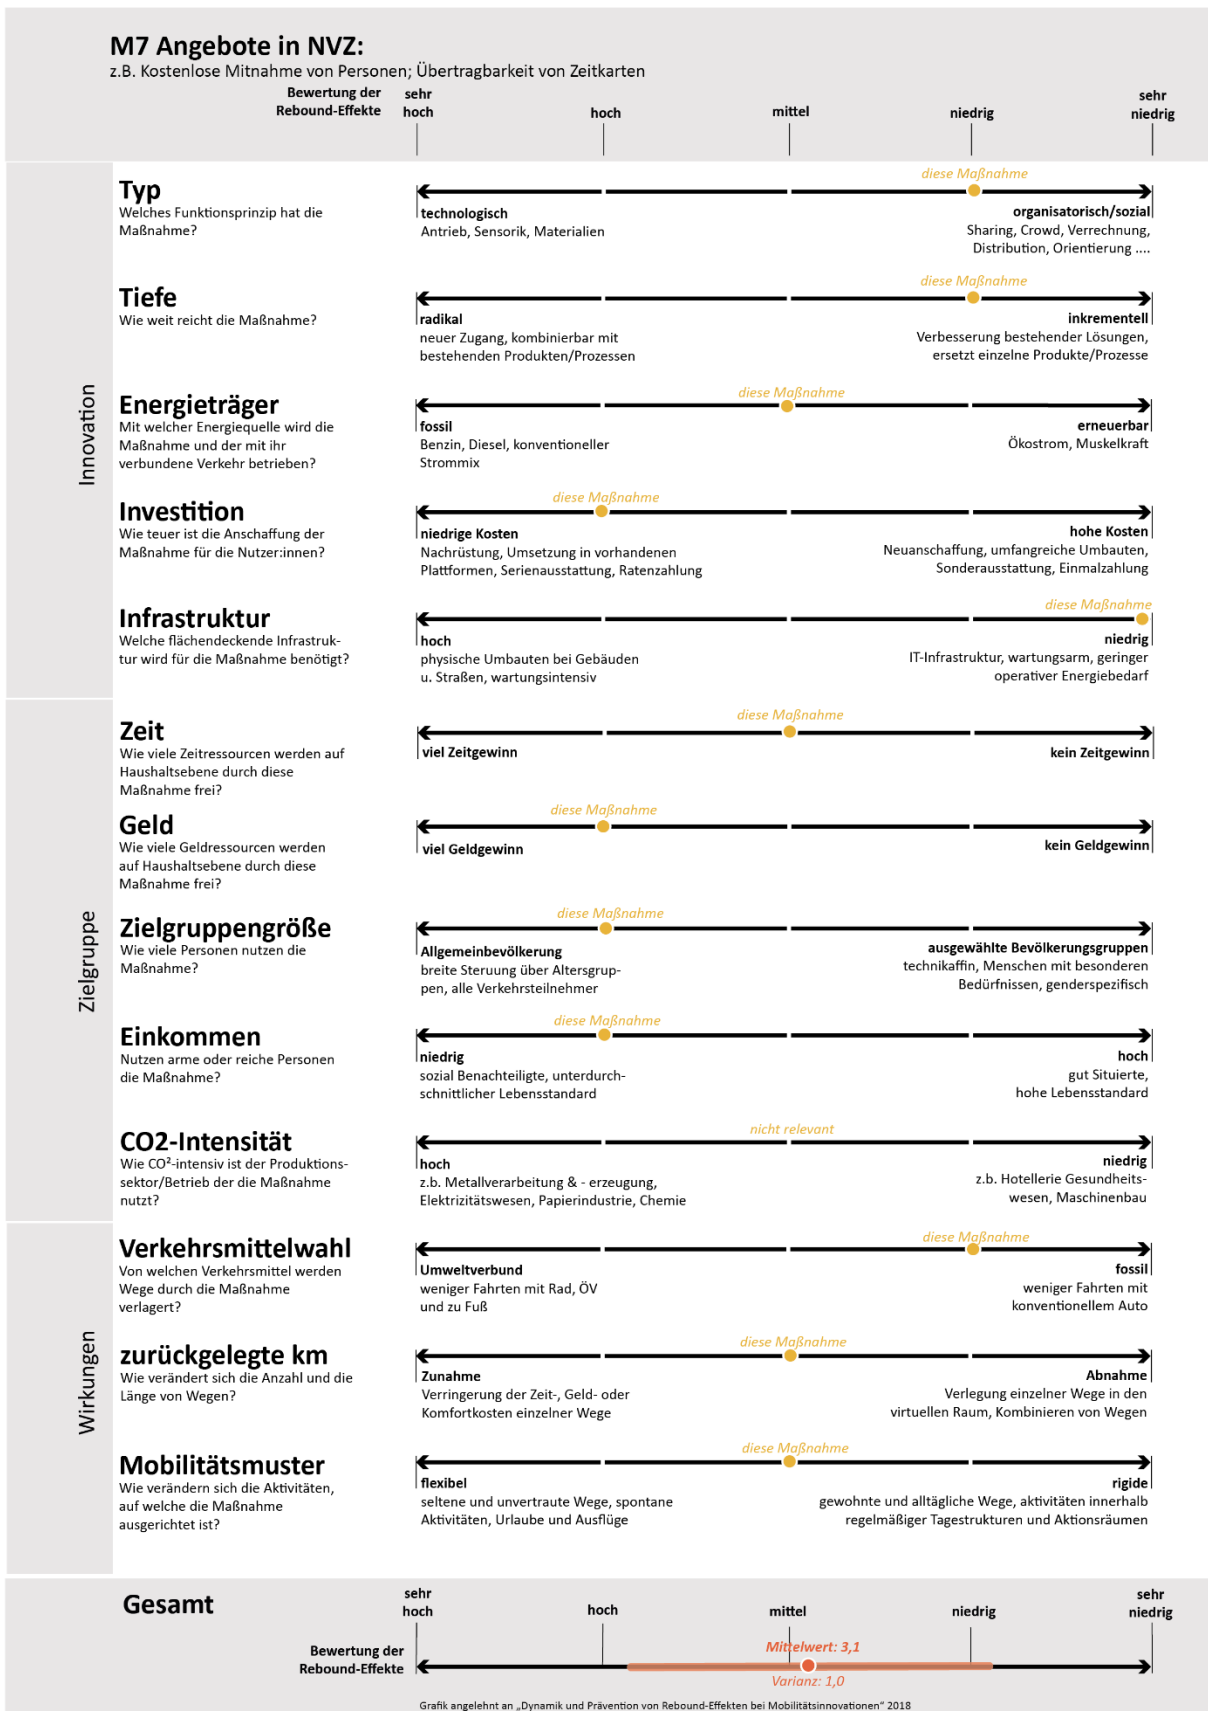 M7 Angebote in NVZ:
z.B. Kostenlose Mitnahme von Personen; Übertragbarkeit von Zeitkarten
Bewertung der
Rebound-Effekte
sehr
hoch
hoch
mittel
niedrig
sehr
niedrig
Innovation
Typ
Welches Funktionsprinzip hat die
Maßnahme?
diese Maßnahme
technologisch
Antrieb, Sensorik, Materialien
organisatorisch/sozial
Sharing, Crowd, Verrechnung,
Distribution, Orientierung ....
Tiefe
Wie weit reicht die Maßnahme?
diese Maßnahme
radikal
neuer Zugang, kombinierbar mit
bestehenden Produkten/Prozessen
inkrementell
Verbesserung bestehender Lösungen,
ersetzt einzelne Produkte/Prozesse
Energieträger
Mit welcher Energiequelle wird die
Maßnahme und der mit ihr
verbundene Verkehr betrieben?
diese Maßnahme
fossil
Benzin, Diesel, konventioneller
Strommix
erneuerbar
Ökostrom, Muskelkraft
Investition
Wie teuer ist die Anschaffung der
Maßnahme für die Nutzer:innen?
diese Maßnahme
niedrige Kosten
Nachrüstung, Umsetzung in vorhandenen
Plattformen, Serienausstattung, Ratenzahlung
hohe Kosten
Neuanschaffung, umfangreiche Umbauten,
Sonderausstattung, Einmalzahlung
Infrastruktur
Welche flächendeckende Infrastruk-
tur wird für die Maßnahme benötigt?
diese Maßnahme
hoch
physische Umbauten bei Gebäuden
u. Straßen, wartungsintensiv
niedrig
IT-Infrastruktur, wartungsarm, geringer
operativer Energiebedarf
Zielgruppe
Zeit
Wie viele Zeitressourcen werden auf
Haushaltsebene durch diese
Maßnahme frei?
diese Maßnahme
viel Zeitgewinn
kein Zeitgewinn
Geld
Wie viele Geldressourcen werden
auf Haushaltsebene durch diese
Maßnahme frei?
diese Maßnahme
viel Geldgewinn
kein Geldgewinn
Zielgruppengröße
Wie viele Personen nutzen die
Maßnahme?
diese Maßnahme
Allgemeinbevölkerung
breite Steruung über Altersgrup-
pen, alle Verkehrsteilnehmer
ausgewählte Bevölkerungsgruppen
technikaffin, Menschen mit besonderen
Bedürfnissen, genderspezifisch
Einkommen
Nutzen arme oder reiche Personen
die Maßnahme?
diese Maßnahme
niedrig
sozial Benachteiligte, unterdurch-
schnittlicher Lebensstandard
hoch
gut Situierte,
hohe Lebensstandard
CO2-Intensität
Wie CO²-intensiv ist der Produktions-
sektor/Betrieb der die Maßnahme
nutzt?
nicht relevant
hoch
z.b. Metallverarbeitung & - erzeugung,
Elektrizitätswesen, Papierindustrie, Chemie
niedrig
z.b. Hotellerie Gesundheits-
wesen, Maschinenbau
Wirkungen
Verkehrsmittelwahl
Von welchen Verkehrsmittel werden
Wege durch die Maßnahme
verlagert?
diese Maßnahme
Umweltverbund
weniger Fahrten mit Rad, ÖV
und zu Fuß
fossil
weniger Fahrten mit
konventionellem Auto
zurückgelegte km
Wie verändert sich die Anzahl und die
Länge von Wegen?
diese Maßnahme
Zunahme
Verringerung der Zeit-, Geld- oder
Komfortkosten einzelner Wege
Abnahme
Verlegung einzelner Wege in den
virtuellen Raum, Kombinieren von Wegen
Mobilitätsmuster
Wie verändern sich die Aktivitäten,
auf welche die Maßnahme
ausgerichtet ist?
diese Maßnahme
flexibel
seltene und unvertraute Wege, spontane
Aktivitäten, Urlaube und Ausflüge
rigide
gewohnte und alltägliche Wege, aktivitäten innerhalb
regelmäßiger Tagestrukturen und Aktionsräumen
Gesamt
sehr
hoch
hoch
mittel
niedrig
sehr
niedrig
Bewertung der
Rebound-Effekte
Mittelwert: 3,1
Varianz: 1,0
Grafik angelehnt an „Dynamik und Prävention von Rebound-Effekten bei Mobilitätsinnovationen" 2018